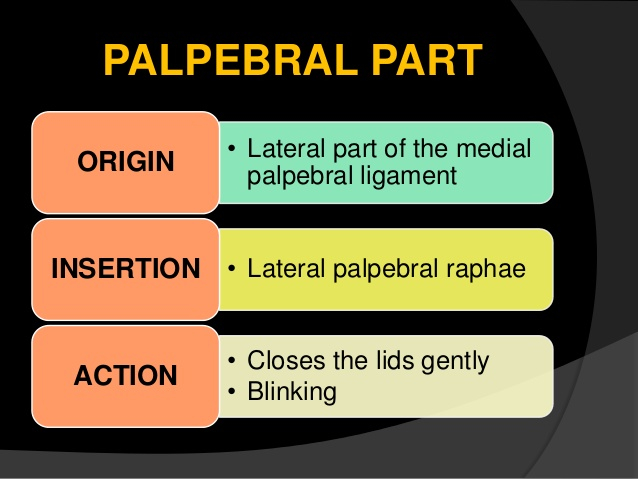 PALPEBRAL PART
ORIGIN
• Lateral part of the medial
palpebral ligament
INSERTION
• Lateral palpebral raphae
ACTION
• Closes the lids gently
• Blinking